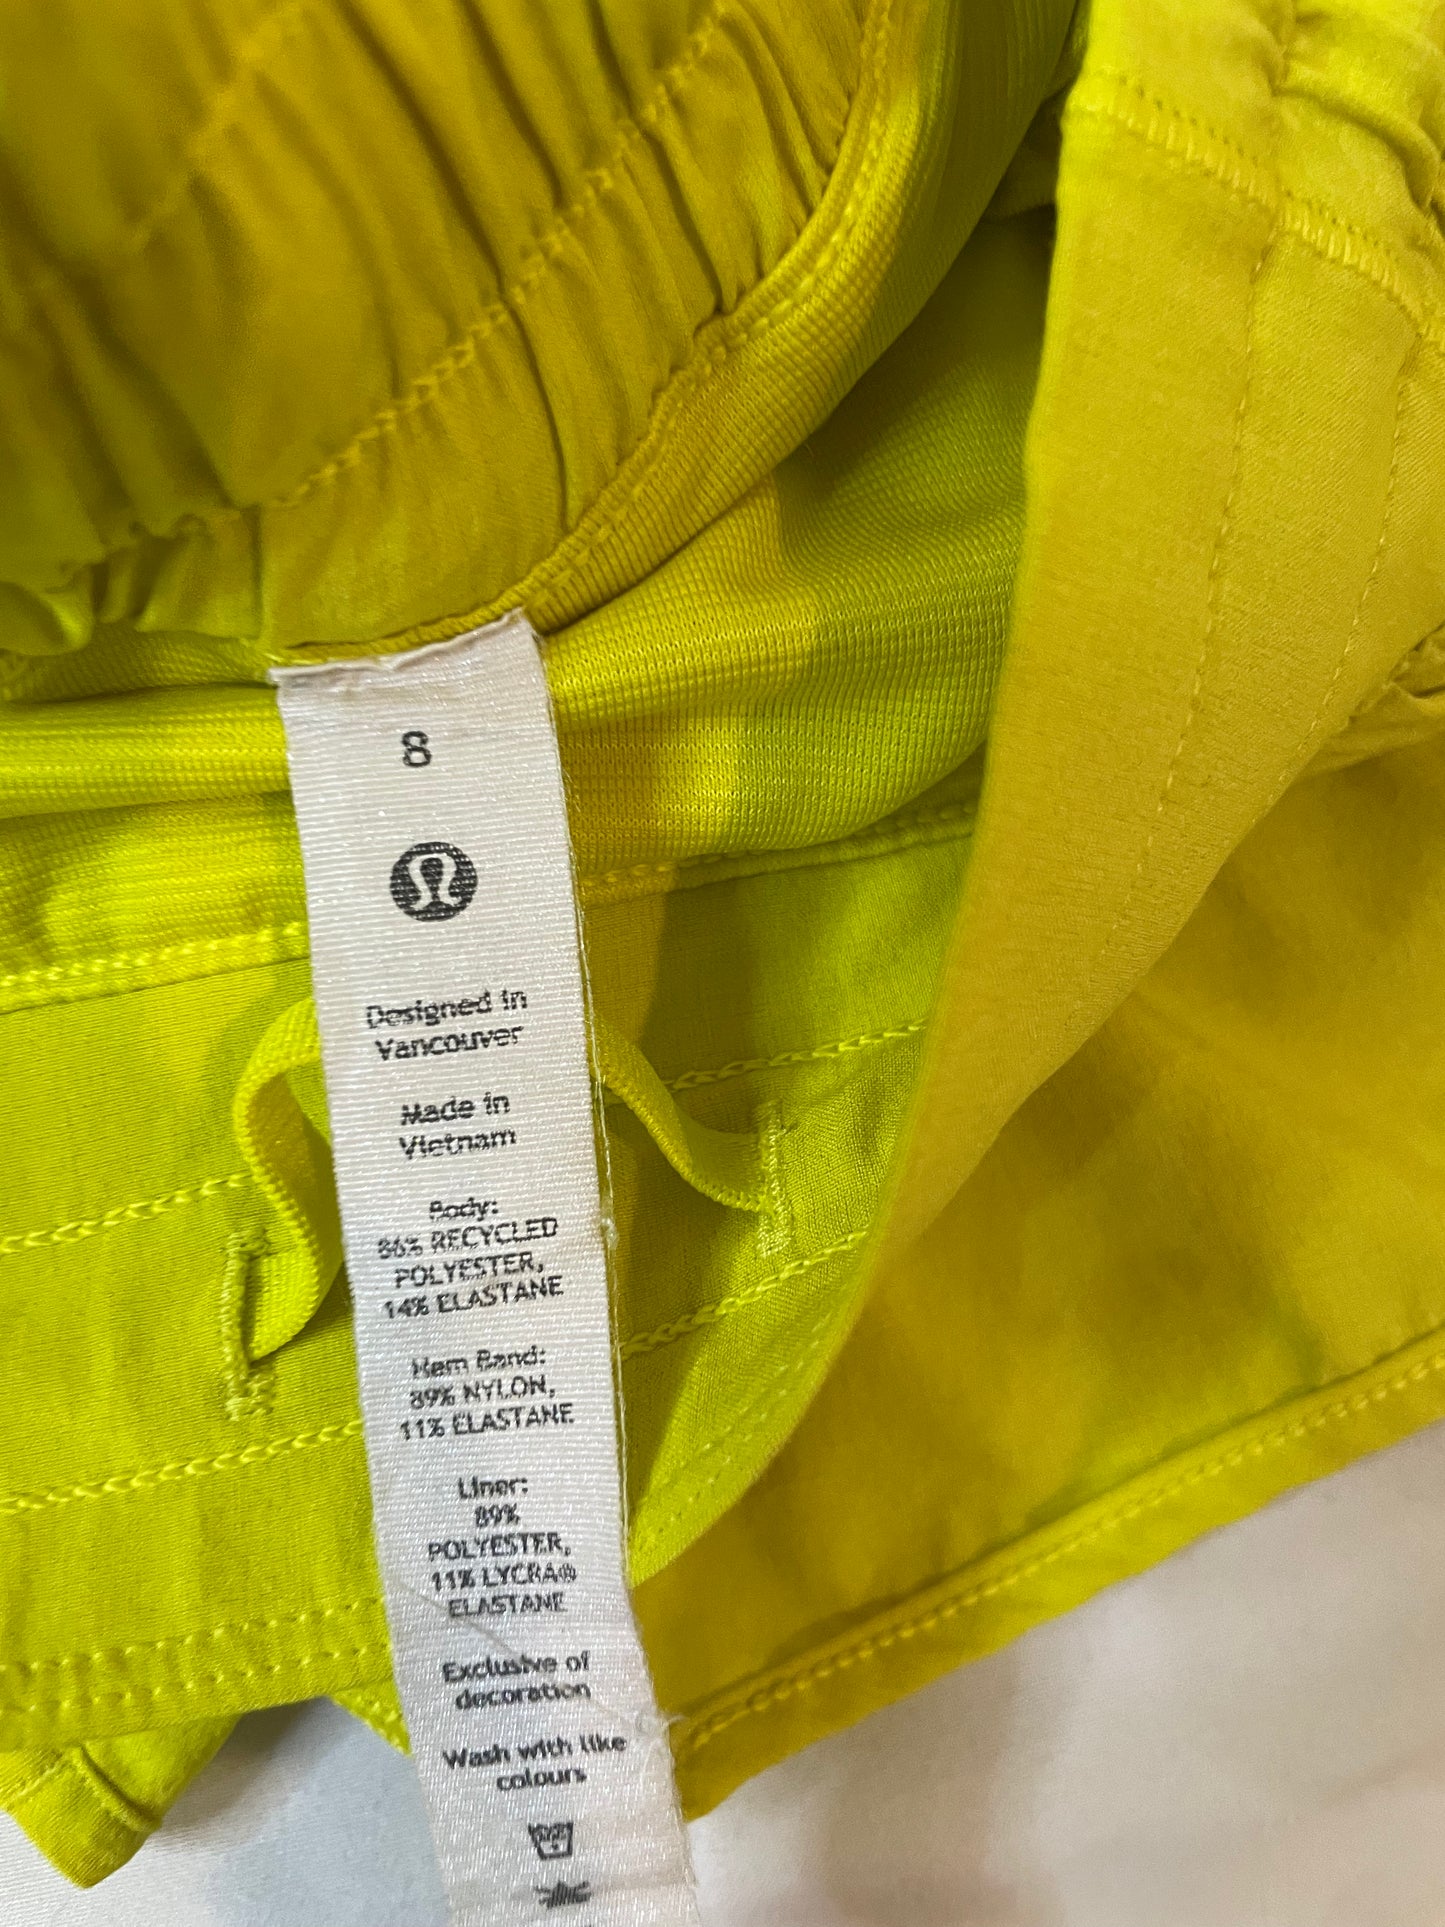 8
Designed in
Vancouver
Made in
Vietnam
Body:
86% RECYCLED
POLYESTER,
14% ELASTANE
Hem Band:
89% NYLON,
11% ELASTANE
Liner:
89%
POLYESTER,
11% LYCRA®
ELASTANE
Exclusive of
decoration
Wash with like
colours